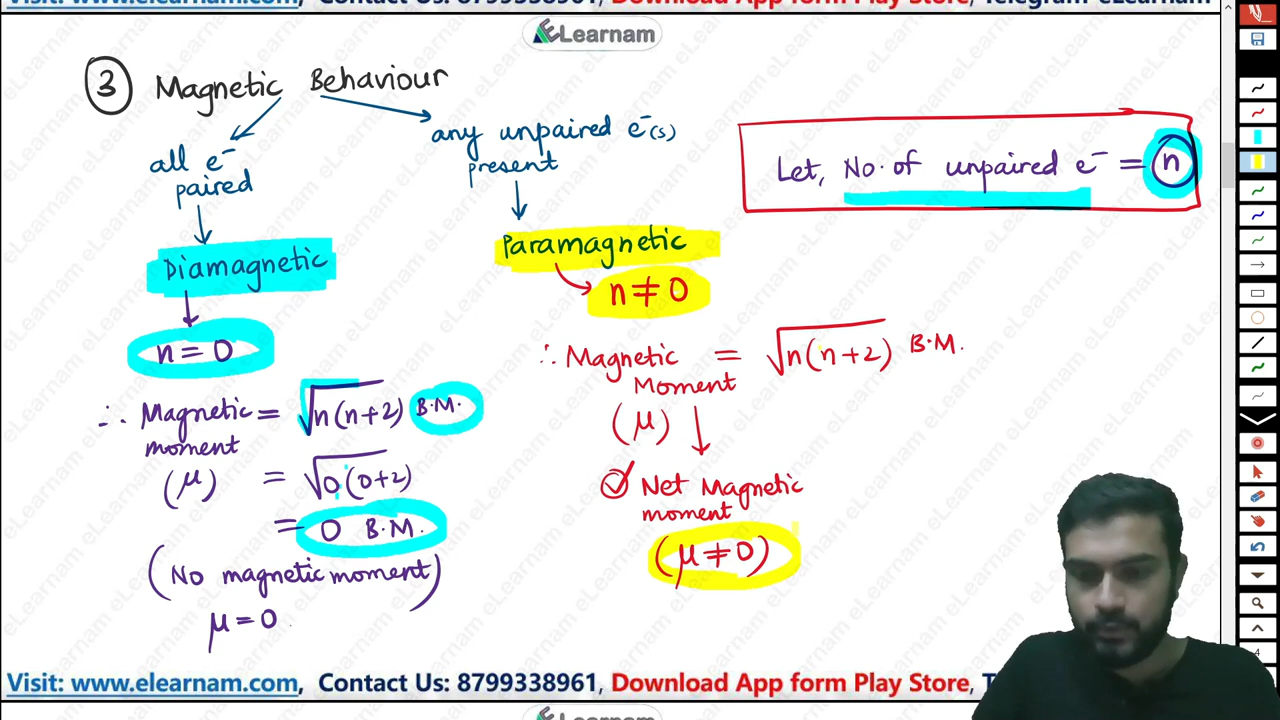 Visit: www.elearnam.com, Contact Us: 8799338961, Download App form Play Store, Telegram eLearnam
eLearnam
③ Magnetic Behaviour
all e⁻
paired
any unpaired e⁻(s)
present
Let, No. of unpaired e⁻ = n
Diamagnetic
Paramagnetic
n = 0
n ≠ 0
∴ Magnetic = √n(n+2) B.M.
moment
(μ) = √0(0+2)
= 0 B.M.
(No magnetic moment)
μ = 0
∴ Magnetic = √n(n+2) B.M.
Moment
(μ)
Net Magnetic
moment
(μ ≠ 0)
4
Visit: www.elearnam.com, Contact Us: 8799338961, Download App form Play Store, T
eLearnam